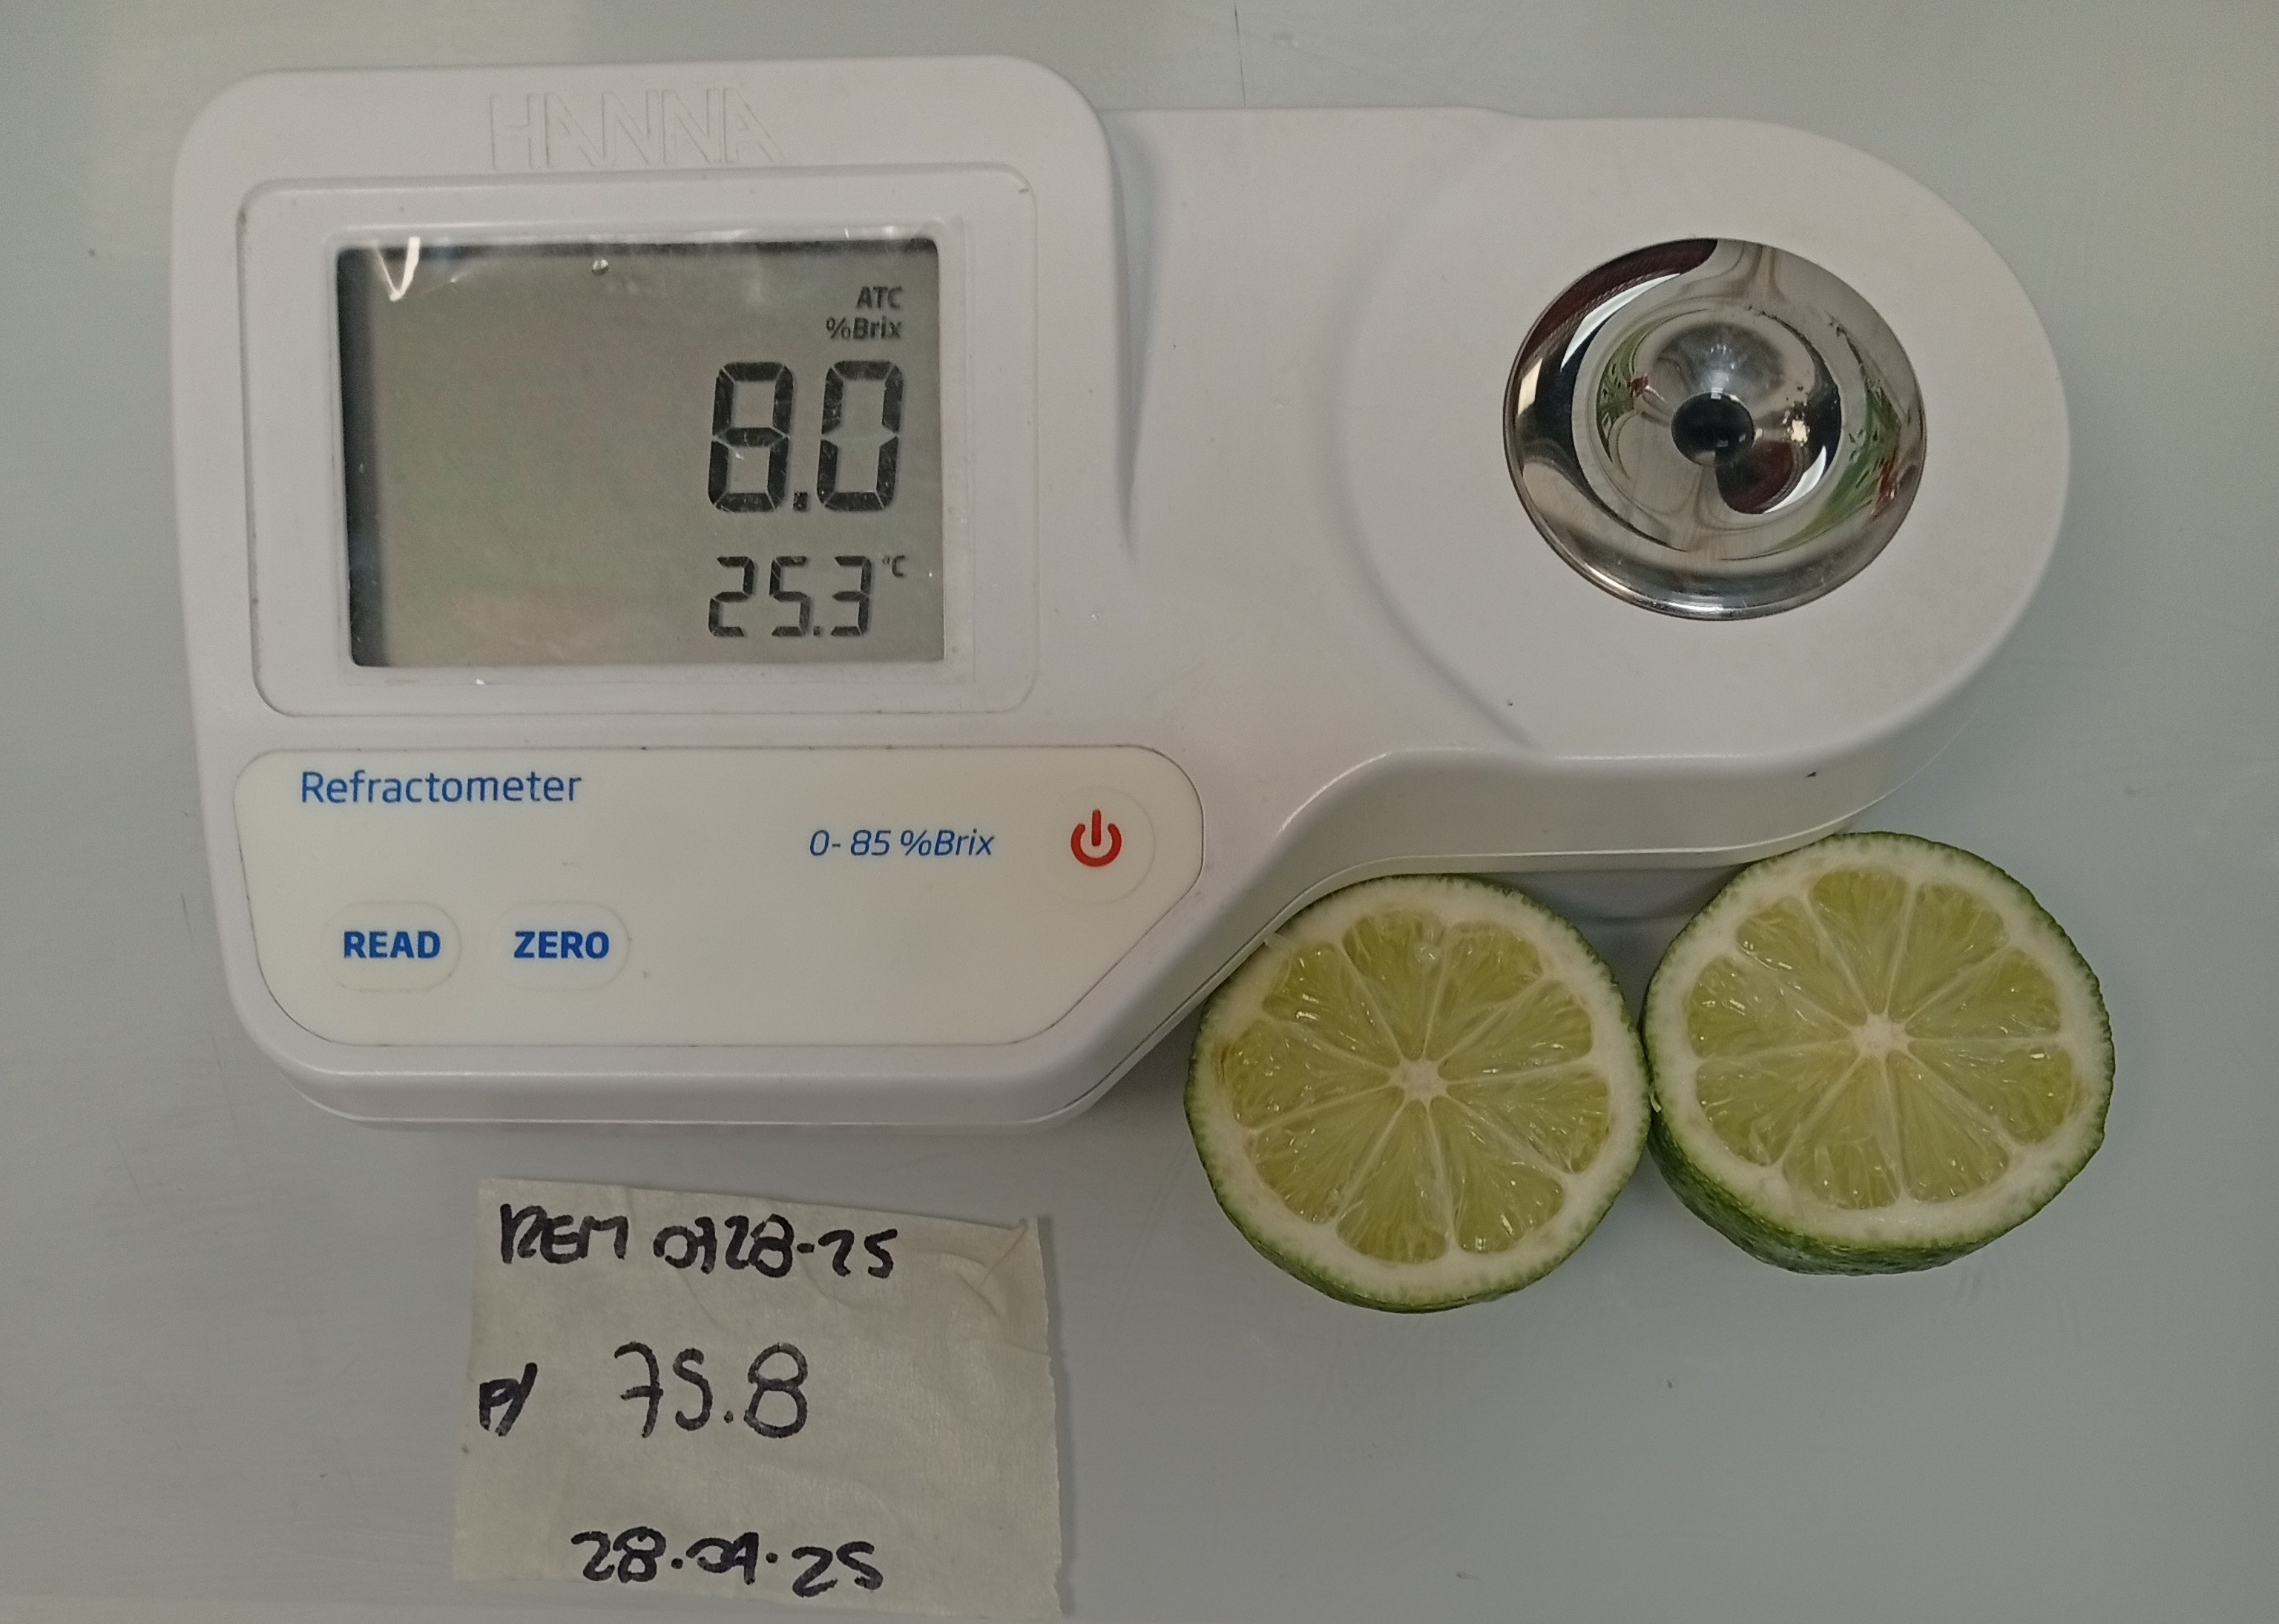 HANNA
ATC
%Brix
8.0
25.3 °C
Refractometer
0-85 %Brix
READ ZERO
REM 0128-25
P/ 75.8
28.04.25